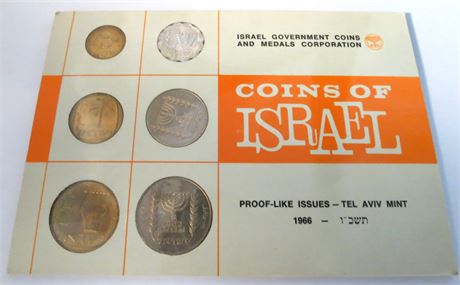 ISRAEL GOVERNMENT COINS
AND MEDALS CORPORATION
COINS OF
ISRAEL
PROOF-LIKE ISSUES — TEL AVIV MINT
1966 — תשכ"ו